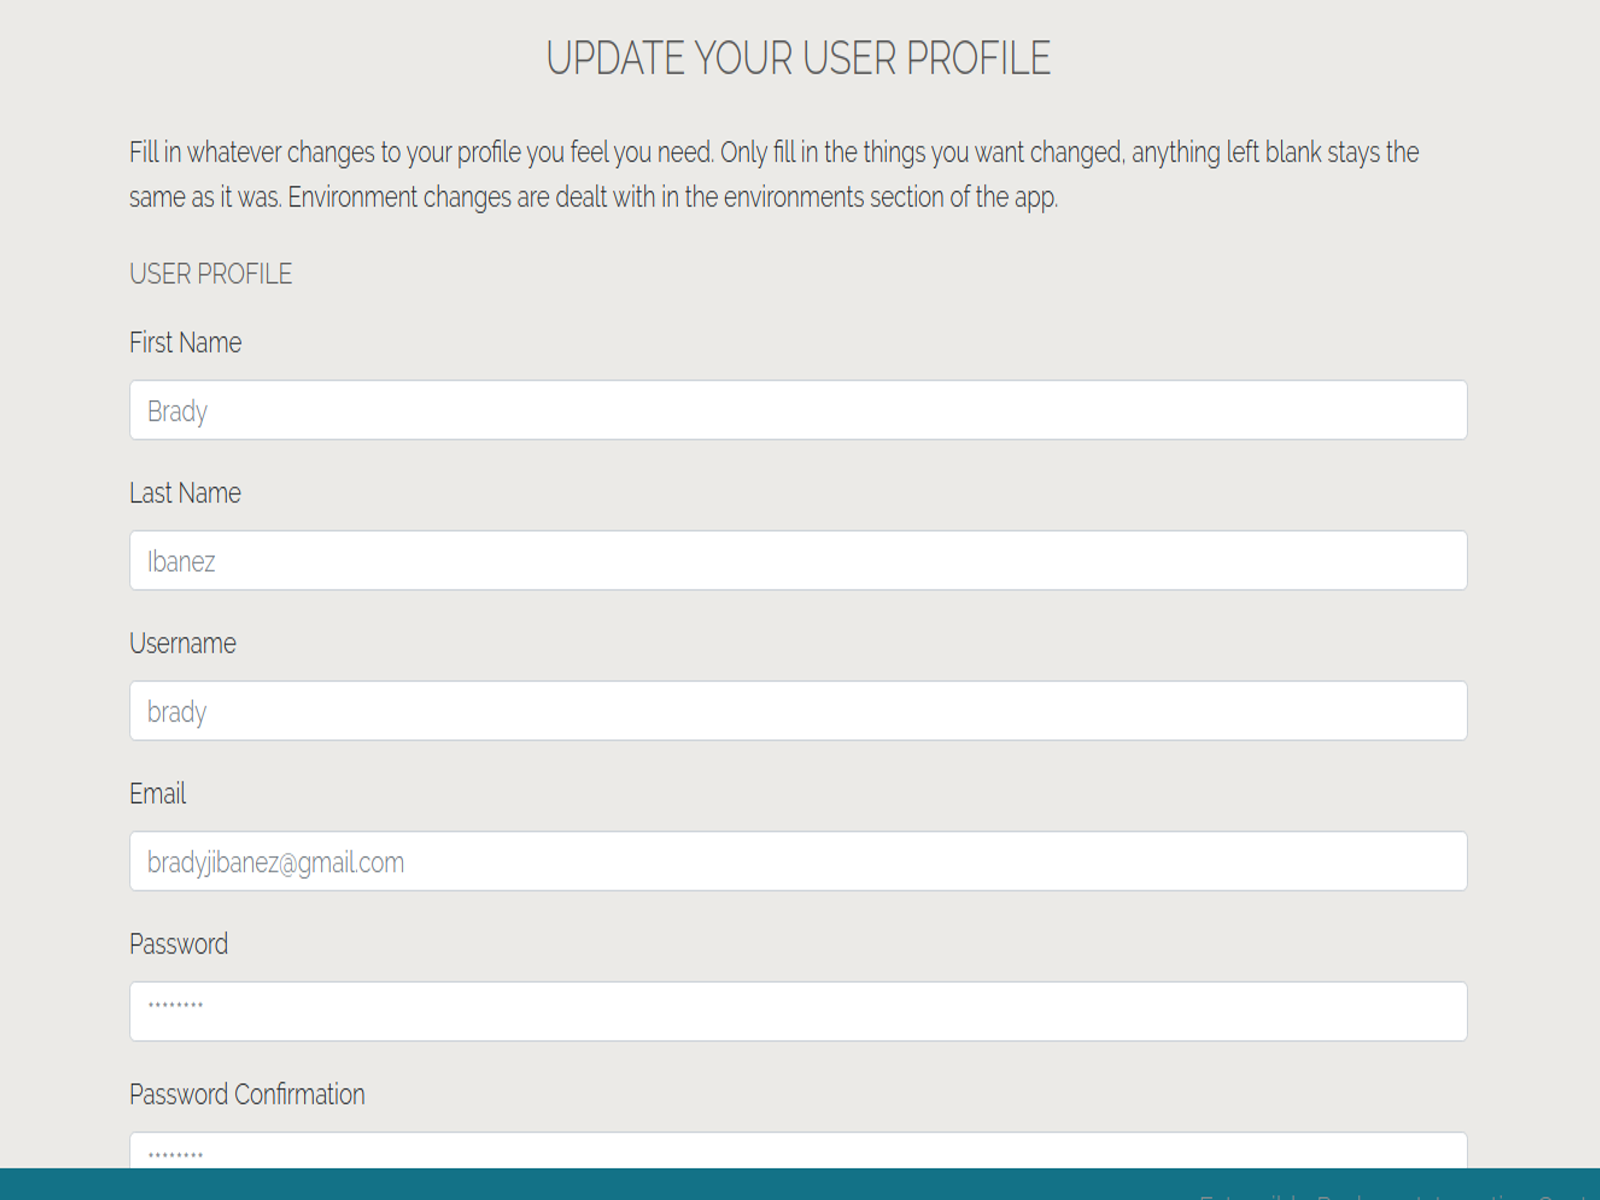 UPDATE YOUR USER PROFILE
Fill in whatever changes to your profile you feel you need. Only fill in the things you want changed, anything left blank stays the
same as it was. Environment changes are dealt with in the environments section of the app.
USER PROFILE
First Name
Brady
Last Name
Ibanez
Username
brady
Email
bradyjibanez@gmail.com
Password
********
Password Confirmation
********